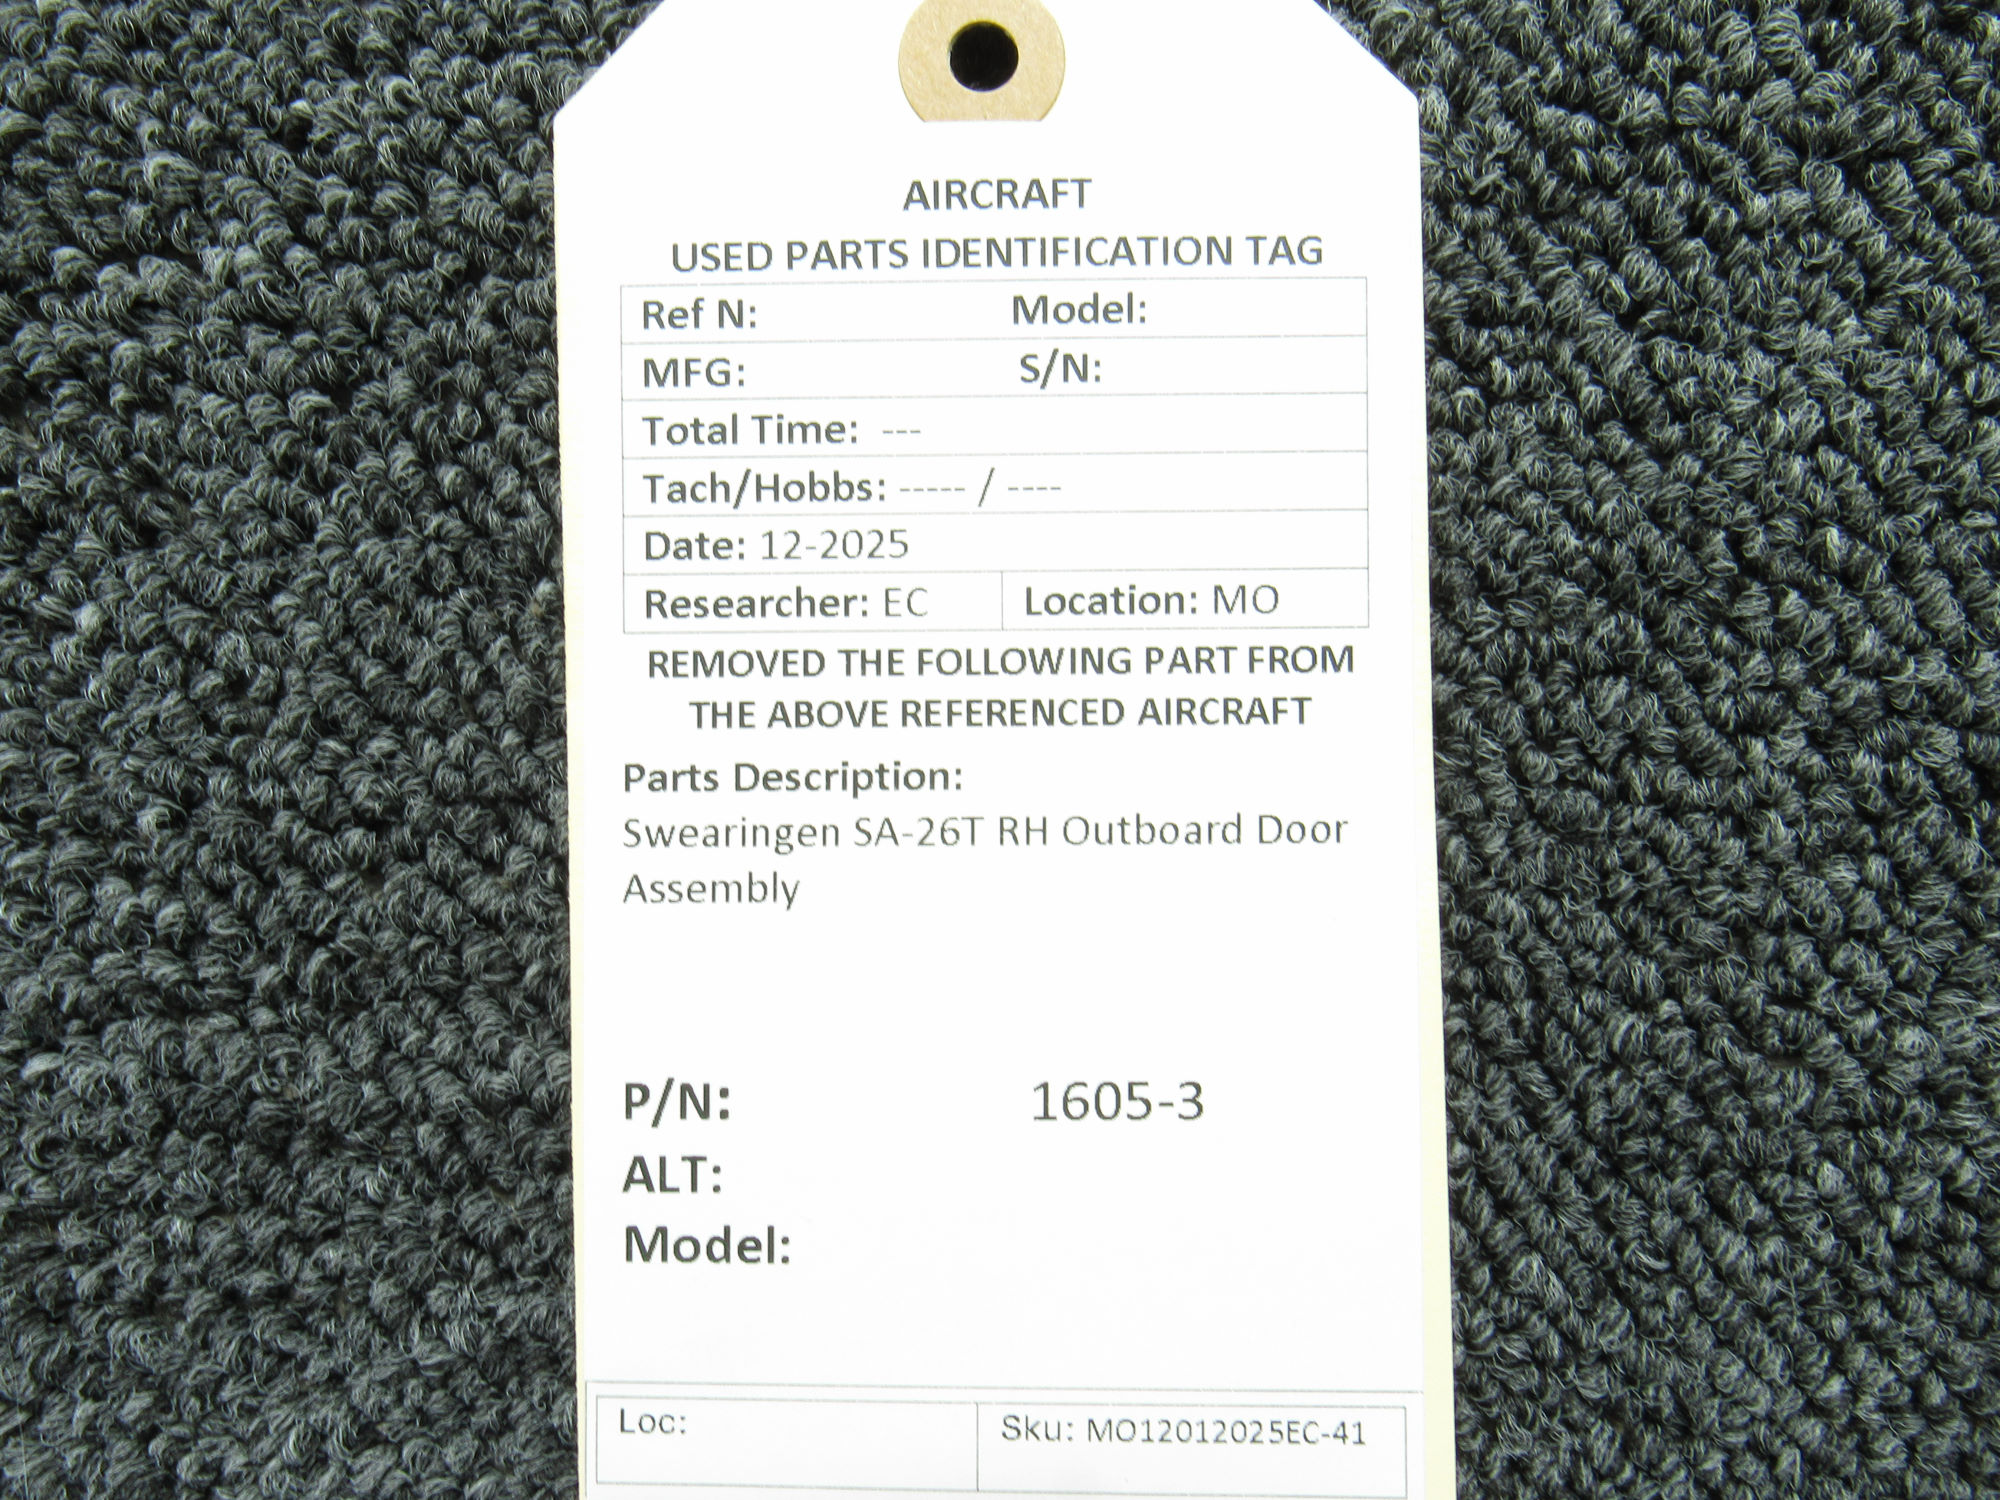 AIRCRAFT
USED PARTS IDENTIFICATION TAG
Ref N: Model:
MFG: S/N:
Total Time: ---
Tach/Hobbs: ----- / ----
Date: 12-2025
Researcher: EC Location: MO
REMOVED THE FOLLOWING PART FROM
THE ABOVE REFERENCED AIRCRAFT
Parts Description:
Swearingen SA-26T RH Outboard Door
Assembly
P/N: 1605-3
ALT:
Model:
Loc: Sku: MO12012025EC-41